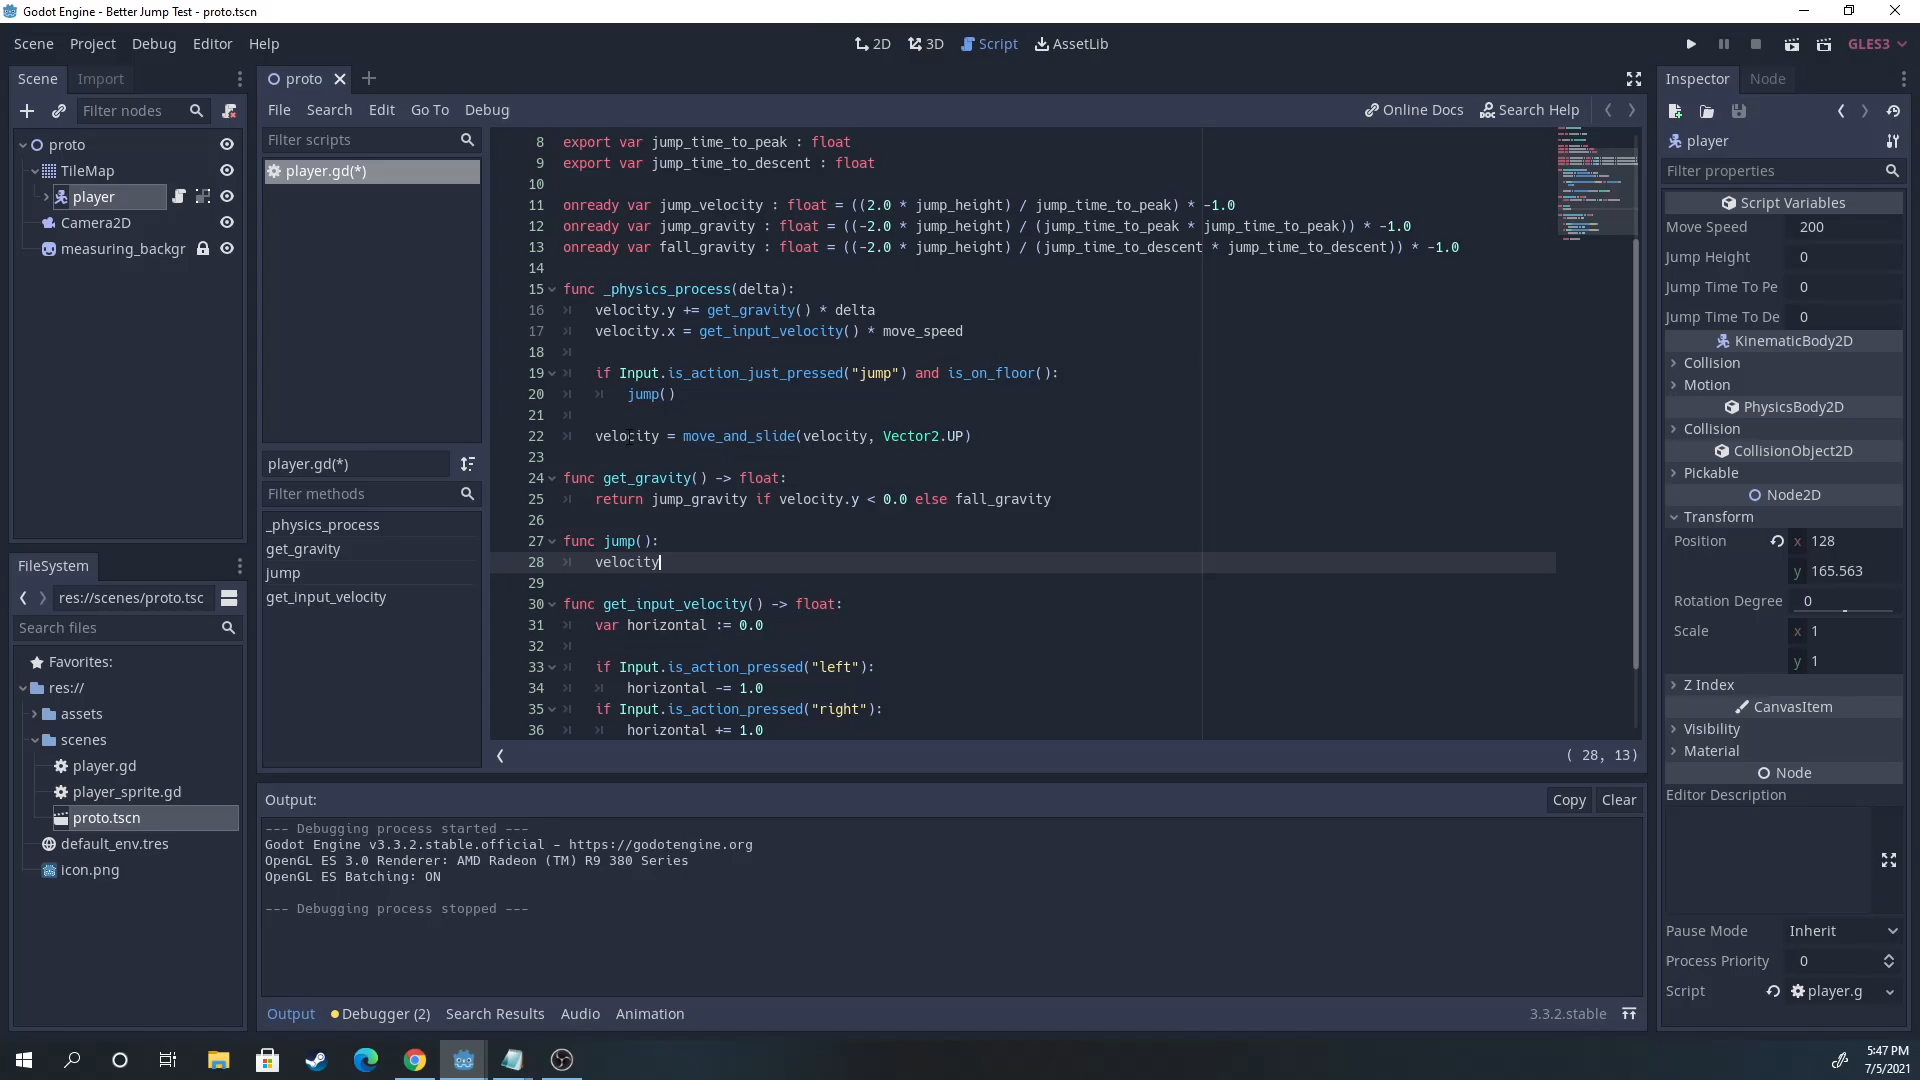 Godot Engine - Better Jump Test - proto.tscn
Scene Project Debug Editor Help
2D 3D Script AssetLib
GLES3
Scene Import
Filter nodes
proto
TileMap
player
Camera2D
measuring_backgr
FileSystem
res://scenes/proto.tsc
Search files
Favorites:
res://
assets
scenes
player.gd
player_sprite.gd
proto.tscn
default_env.tres
icon.png
proto
File Search Edit Go To Debug
Online Docs Search Help
Filter scripts
player.gd(*)
player.gd(*)
Filter methods
_physics_process
get_gravity
jump
get_input_velocity
8 export var jump_time_to_peak : float
9 export var jump_time_to_descent : float
10
11 onready var jump_velocity : float = ((2.0 * jump_height) / jump_time_to_peak) * -1.0
12 onready var jump_gravity : float = ((-2.0 * jump_height) / (jump_time_to_peak * jump_time_to_peak)) * -1.0
13 onready var fall_gravity : float = ((-2.0 * jump_height) / (jump_time_to_descent * jump_time_to_descent)) * -1.0
14
15 func _physics_process(delta):
16 velocity.y += get_gravity() * delta
17 velocity.x = get_input_velocity() * move_speed
18
19 if Input.is_action_just_pressed("jump") and is_on_floor():
20 jump()
21
22 velocity = move_and_slide(velocity, Vector2.UP)
23
24 func get_gravity() -> float:
25 return jump_gravity if velocity.y < 0.0 else fall_gravity
26
27 func jump():
28 velocity
29
30 func get_input_velocity() -> float:
31 var horizontal := 0.0
32
33 if Input.is_action_pressed("left"):
34 horizontal -= 1.0
35 if Input.is_action_pressed("right"):
36 horizontal += 1.0
( 28, 13)
Output:
Copy Clear
--- Debugging process started ---
Godot Engine v3.3.2.stable.official - https://godotengine.org
OpenGL ES 3.0 Renderer: AMD Radeon (TM) R9 380 Series
OpenGL ES Batching: ON
--- Debugging process stopped ---
Output Debugger (2) Search Results Audio Animation
3.3.2.stable
Inspector Node
player
Filter properties
Script Variables
Move Speed 200
Jump Height 0
Jump Time To Pe 0
Jump Time To De 0
KinematicBody2D
Collision
Motion
PhysicsBody2D
Collision
CollisionObject2D
Pickable
Node2D
Transform
Position x 128
y 165.563
Rotation Degree 0
Scale x 1
y 1
Z Index
CanvasItem
Visibility
Material
Node
Editor Description
Pause Mode Inherit
Process Priority 0
Script player.g
5:47 PM
7/5/2021